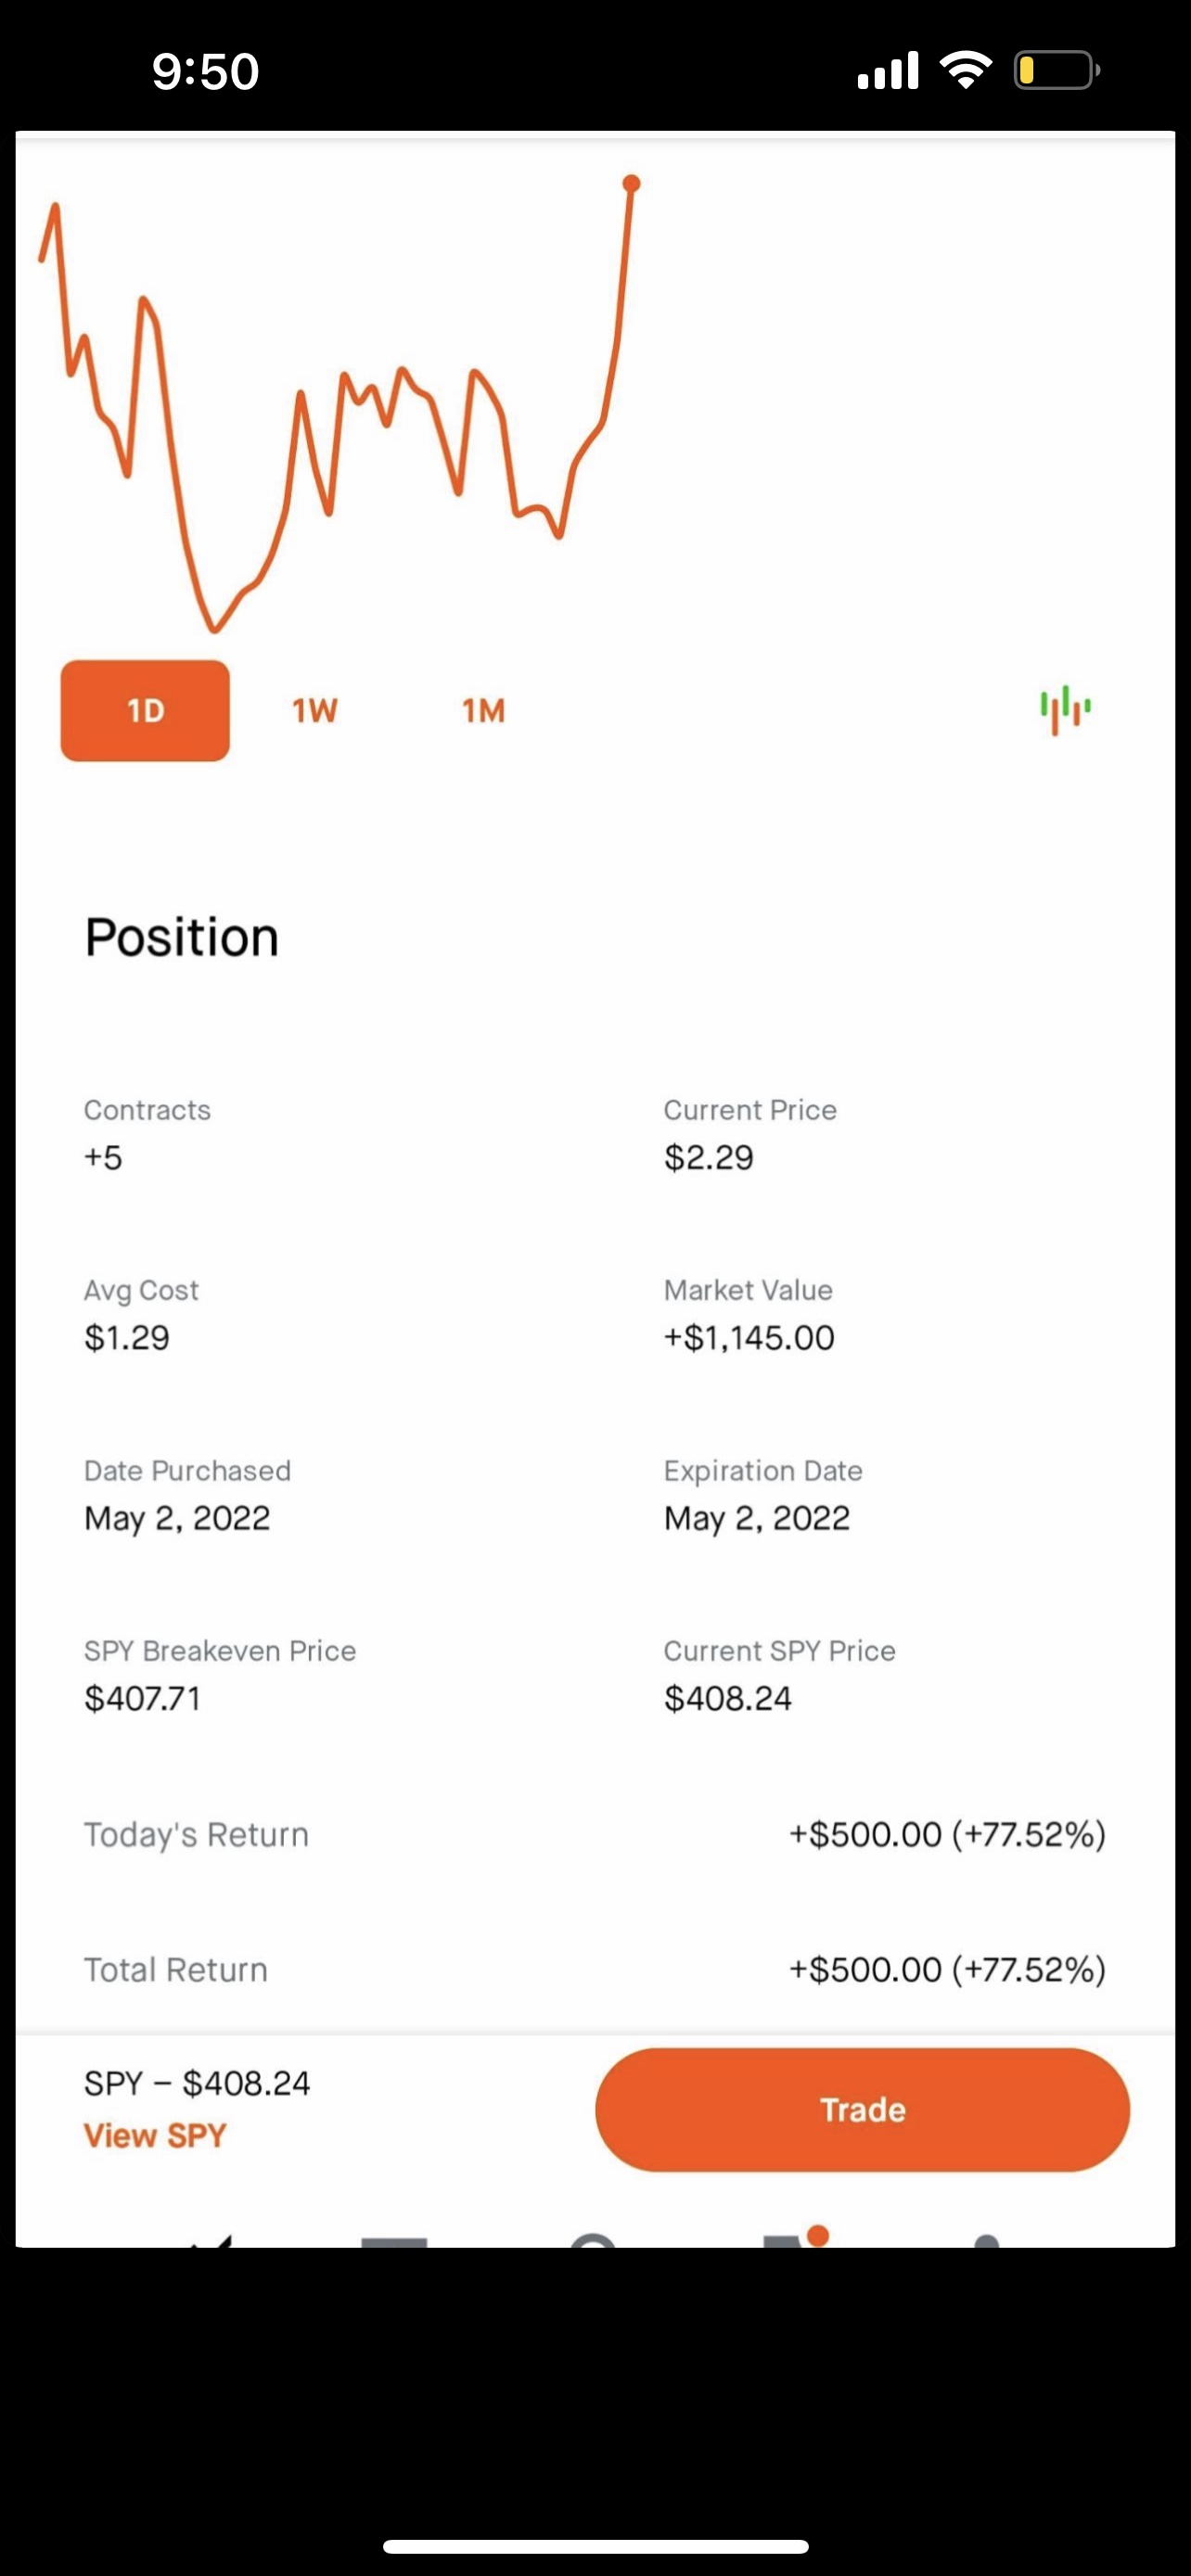 9:50
1D 1W 1M
Position
Contracts Current Price
+5 $2.29
Avg Cost Market Value
$1.29 +$1,145.00
Date Purchased Expiration Date
May 2, 2022 May 2, 2022
SPY Breakeven Price Current SPY Price
$407.71 $408.24
Today's Return +$500.00 (+77.52%)
Total Return +$500.00 (+77.52%)
SPY – $408.24
View SPY
Trade